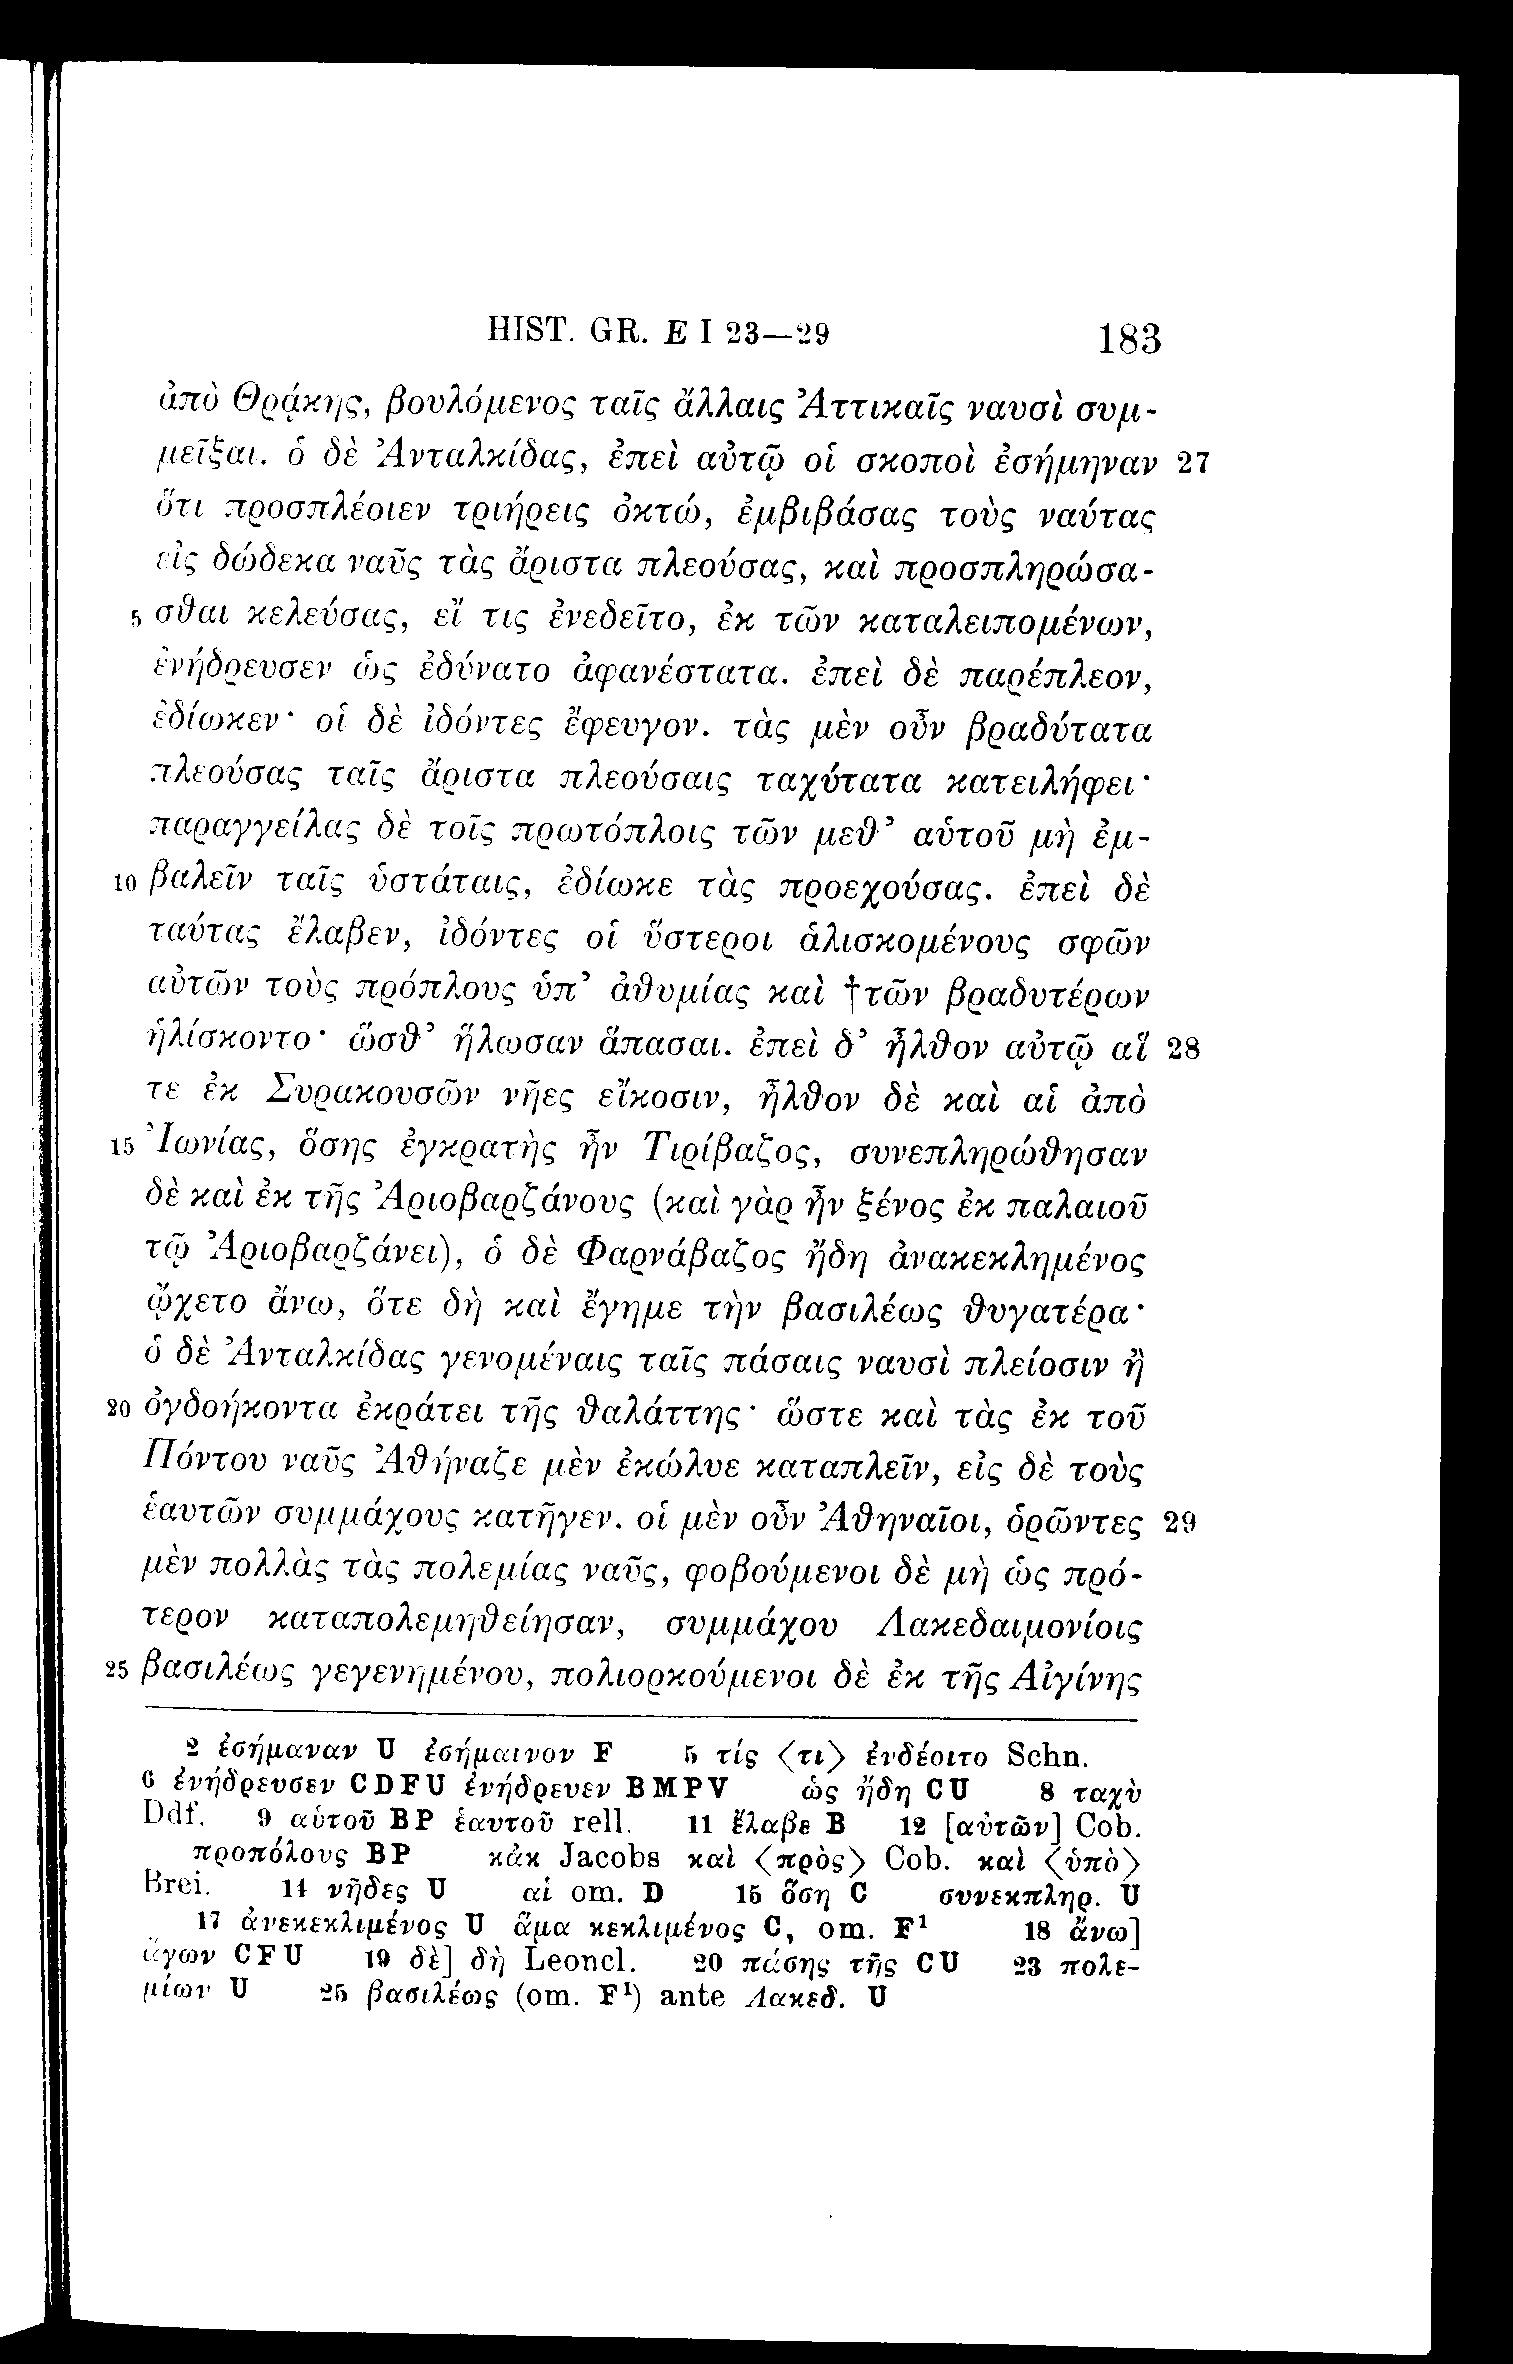 HIST. GR. E I 23—29 183
ἀπὸ Θρᾴκης, βουλόμενος ταῖς ἄλλαις Ἀττικαῖς ναυσὶ συμ-
μεῖξαι. ὁ δὲ Ἀνταλκίδας, ἐπεὶ αὐτῷ οἱ σκοποὶ ἐσήμηναν 27
ὅτι προσπλέοιεν τριήρεις ὀκτώ, ἐμβιβάσας τοὺς ναύτας
εἰς δώδεκα ναῦς τὰς ἄριστα πλεούσας, καὶ προσπληρώσα-
5 σθαι κελεύσας, εἴ τις ἐνεδεῖτο, ἐκ τῶν καταλειπομένων,
ἐνήδρευσεν ὡς ἐδύνατο ἀφανέστατα. ἐπεὶ δὲ παρέπλεον,
ἐδίωκεν· οἱ δὲ ἰδόντες ἔφευγον. τὰς μὲν οὖν βραδύτατα
πλεούσας ταῖς ἄριστα πλεούσαις ταχύτατα κατειλήφει·
παραγγείλας δὲ τοῖς πρωτόπλοις τῶν μεθ’ αὑτοῦ μὴ ἐμ-
10 βαλεῖν ταῖς ὑστάταις, ἐδίωκε τὰς προεχούσας. ἐπεὶ δὲ
ταύτας ἔλαβεν, ἰδόντες οἱ ὕστεροι ἁλισκομένους σφῶν
αὐτῶν τοὺς πρόπλους ὑπ’ ἀθυμίας καὶ †τῶν βραδυτέρων
ἡλίσκοντο· ὥσθ’ ἥλωσαν ἅπασαι. ἐπεὶ δ’ ἦλθον αὐτῷ αἵ 28
τε ἐκ Συρακουσῶν νῆες εἴκοσιν, ἦλθον δὲ καὶ αἱ ἀπὸ
15 Ἰωνίας, ὅσης ἐγκρατὴς ἦν Τιρίβαζος, συνεπληρώθησαν
δὲ καὶ ἐκ τῆς Ἀριοβαρζάνους (καὶ γὰρ ἦν ξένος ἐκ παλαιοῦ
τῷ Ἀριοβαρζάνει), ὁ δὲ Φαρνάβαζος ἤδη ἀνακεκλημένος
ᾤχετο ἄνω, ὅτε δὴ καὶ ἔγημε τὴν βασιλέως θυγατέρα·
ὁ δὲ Ἀνταλκίδας γενομέναις ταῖς πάσαις ναυσὶ πλείοσιν ἢ
20 ὀγδοήκοντα ἐκράτει τῆς θαλάττης· ὥστε καὶ τὰς ἐκ τοῦ
Πόντου ναῦς Ἀθήναζε μὲν ἐκώλυε καταπλεῖν, εἰς δὲ τοὺς
ἑαυτῶν συμμάχους κατῆγεν. οἱ μὲν οὖν Ἀθηναῖοι, ὁρῶντες 29
μὲν πολλὰς τὰς πολεμίας ναῦς, φοβούμενοι δὲ μὴ ὡς πρό-
τερον καταπολεμηθείησαν, συμμάχου Λακεδαιμονίοις
25 βασιλέως γεγενημένου, πολιορκούμενοι δὲ ἐκ τῆς Αἰγίνης
2 ἐσήμαναν U ἐσήμαινον F 5 τίς ⟨τι⟩ ἐνδέοιτο Schn.
6 ἐνήδρευσεν CDFU ἐνήδρευεν BMPV ὡς ἤδη CU 8 ταχὺ
Ddf. 9 αὑτοῦ BP ἑαυτοῦ rell. 11 ἔλαβε B 12 [αὐτῶν] Cob.
προπόλους BP κἀκ Jacobs καὶ ⟨πρὸς⟩ Cob. καὶ ⟨ὑπὸ⟩
Brei. 14 νῆδες U αἱ om. D 15 ὅση C συνεκπληρ. U
17 ἀνεκεκλιμένος U ἅμα κεκλιμένος C, om. F¹ 18 ἄνω]
ἄγων CFU 19 δὲ] δὴ Leoncl. 20 πάσης τῆς CU 23 πολε-
μίων U 25 βασιλέως (om. F¹) ante Λακεδ. U